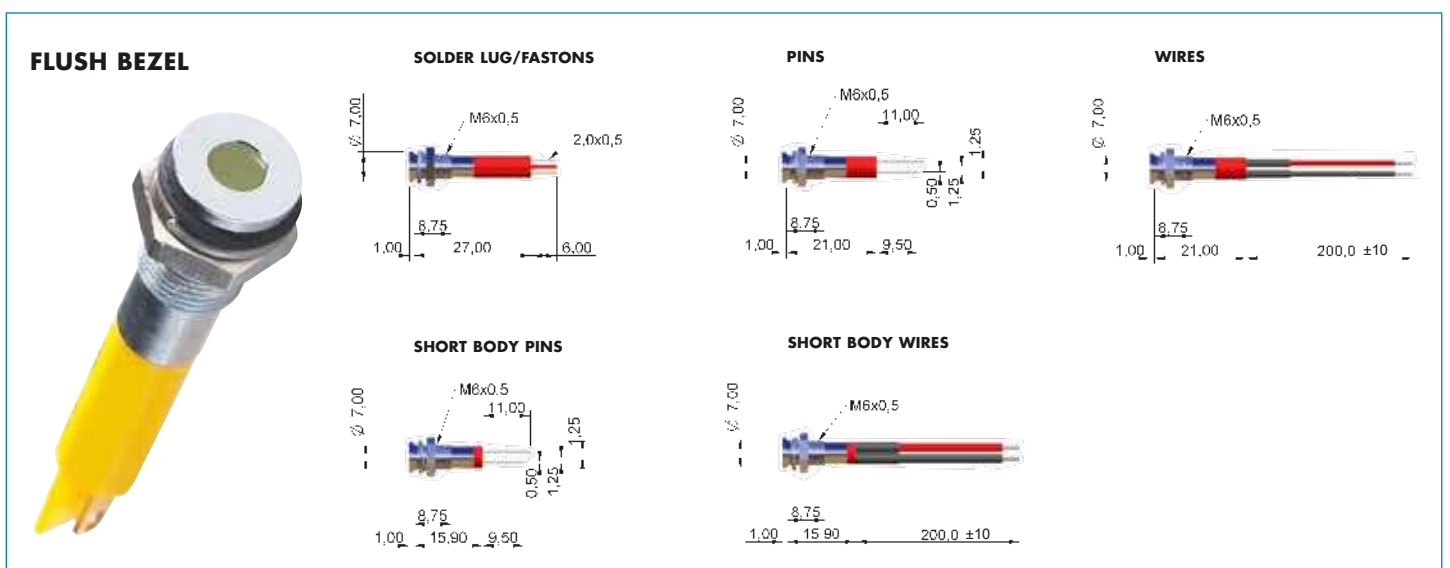 FLUSH BEZEL
SOLDER LUG/FASTONS
Ø 7,00
M6x0,5
2,0x0,5
8,75
1,00 27,00 6,00
PINS
Ø 7,00
M6x0,5
11,00
1,25
0,50
1,25
8,75
1,00 21,00 9,50
WIRES
Ø 7,00
M6x0,5
8,75
1,00 21,00 200,0 ±10
SHORT BODY PINS
Ø 7,00
M6x0,5
11,00
1,25
0,50
1,25
8,75
1,00 15,90 9,50
SHORT BODY WIRES
Ø 7,00
M6x0,5
8,75
1,00 15 90 200,0 ±10